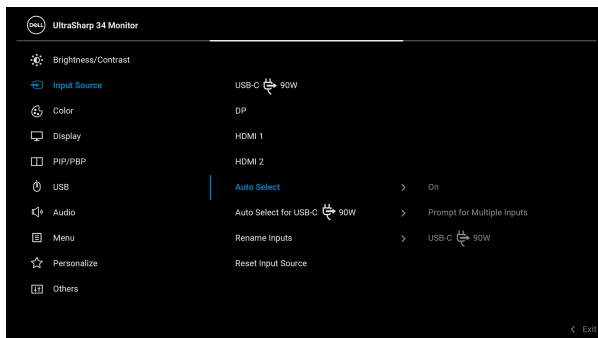 DELL UltraSharp 34 Monitor
Brightness/Contrast
Input Source USB-C 90W
Color DP
Display HDMI 1
PIP/PBP HDMI 2
USB Auto Select > On
Audio Auto Select for USB-C 90W > Prompt for Multiple Inputs
Menu Rename Inputs > USB-C 90W
Personalize Reset Input Source
Others
< Exit